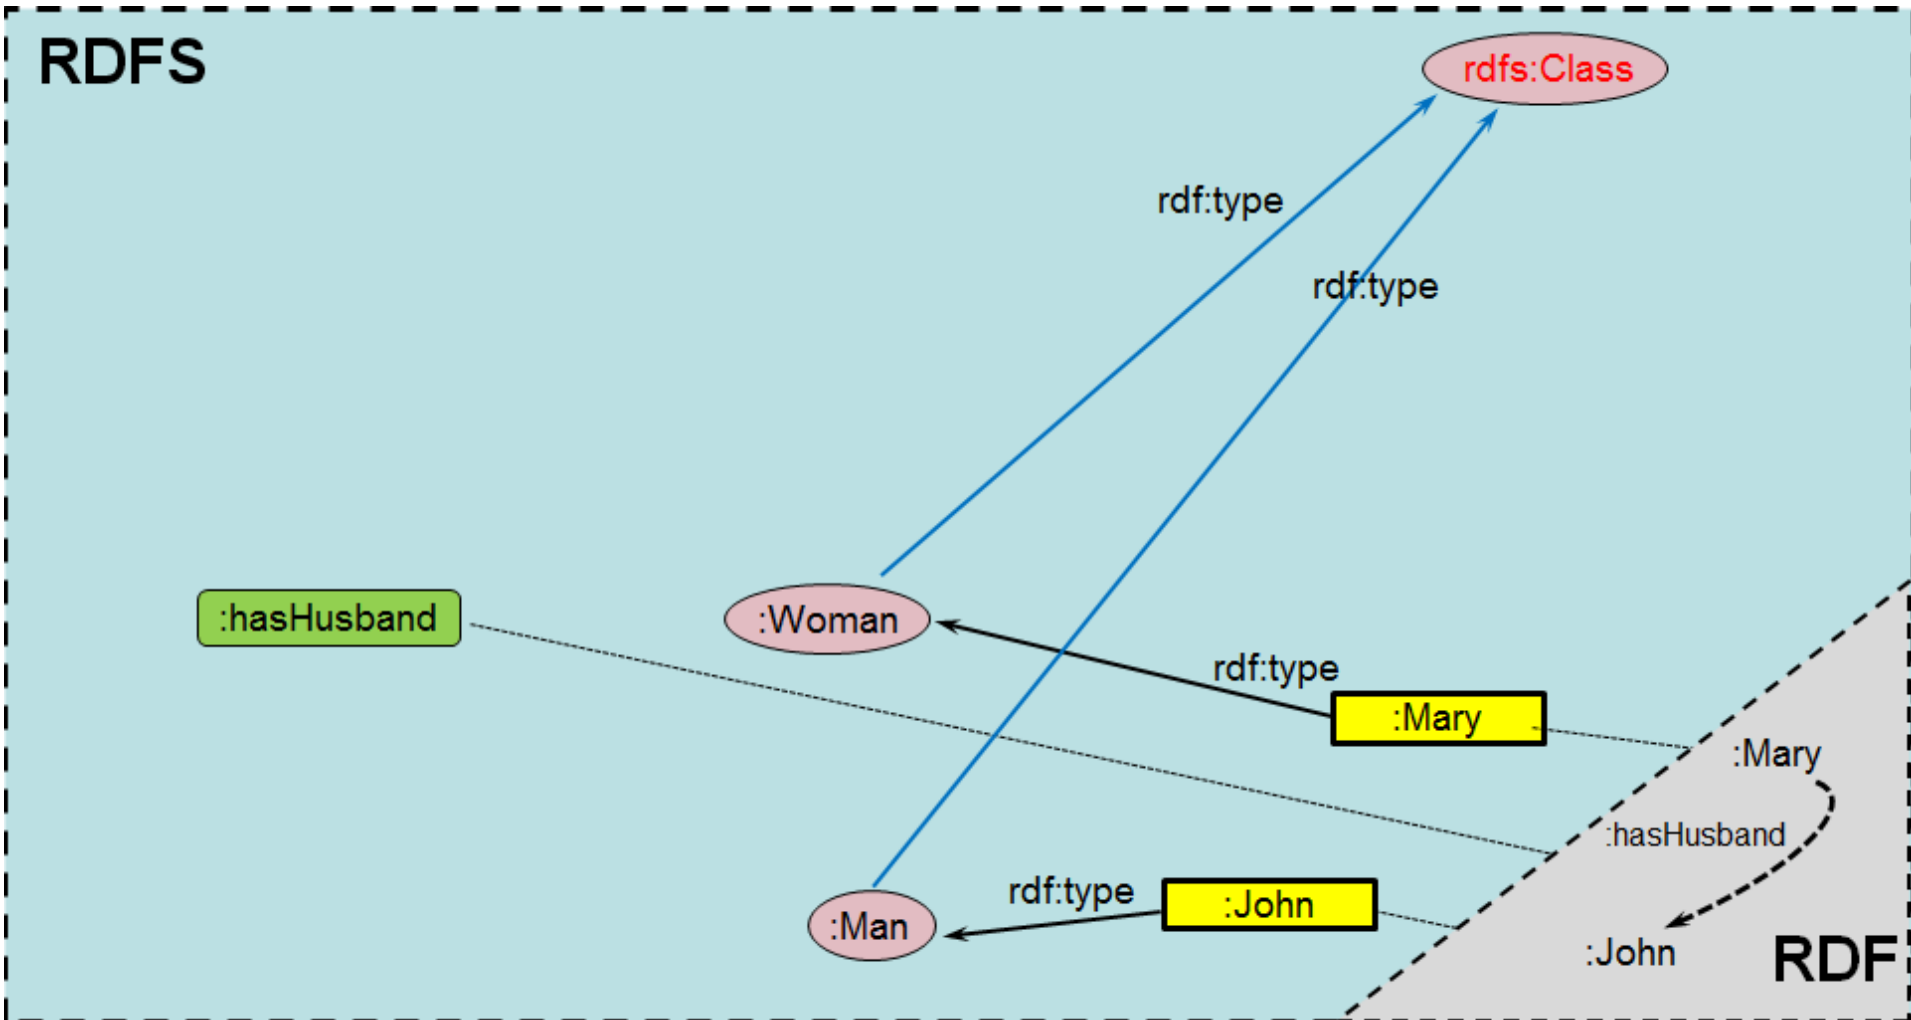 RDFS
rdfs:Class
rdf:type
rdf:type
:hasHusband
:Woman
rdf:type
:Mary
:Mary
:hasHusband
rdf:type
:John
:Man
:John
RDF